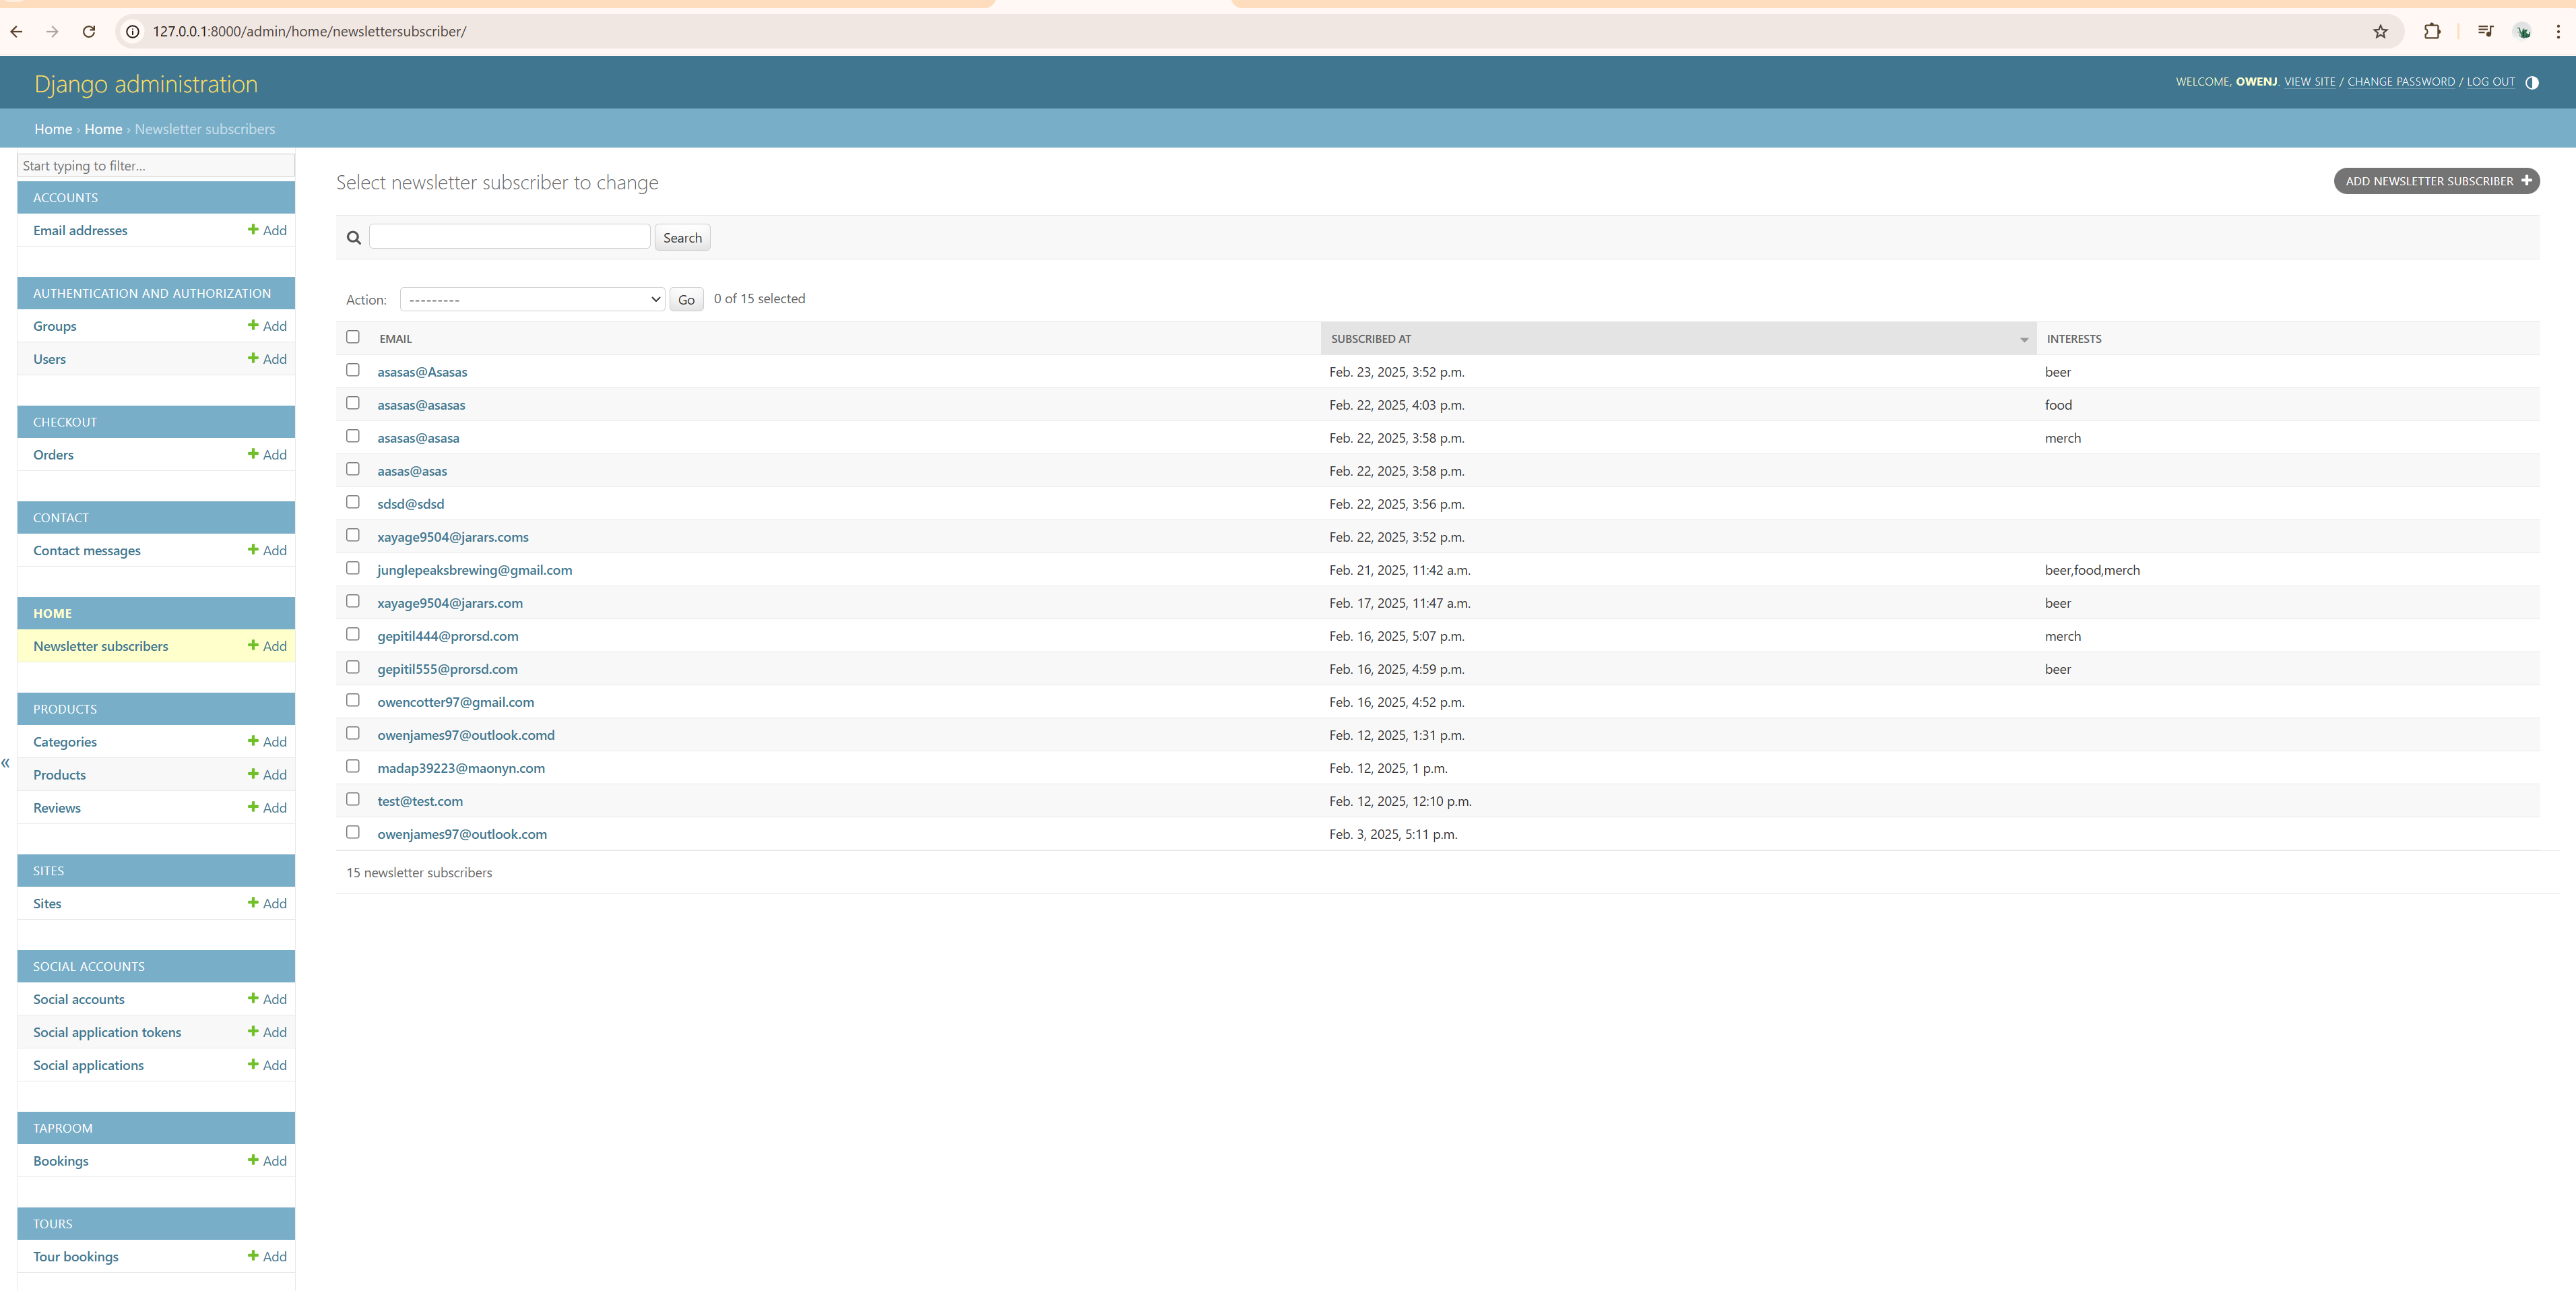 127.0.0.1:8000/admin/home/newslettersubscriber/
Django administration
WELCOME, OWENJ. VIEW SITE / CHANGE PASSWORD / LOG OUT
Home › Home › Newsletter subscribers
Start typing to filter...
ACCOUNTS
Email addresses Add
AUTHENTICATION AND AUTHORIZATION
Groups Add
Users Add
CHECKOUT
Orders Add
CONTACT
Contact messages Add
HOME
Newsletter subscribers Add
PRODUCTS
Categories Add
Products Add
Reviews Add
SITES
Sites Add
SOCIAL ACCOUNTS
Social accounts Add
Social application tokens Add
Social applications Add
TAPROOM
Bookings Add
TOURS
Tour bookings Add
«
Select newsletter subscriber to change
ADD NEWSLETTER SUBSCRIBER +
Search
Action: --------- Go 0 of 15 selected
EMAIL SUBSCRIBED AT INTERESTS
asasas@Asasas Feb. 23, 2025, 3:52 p.m. beer
asasas@asasas Feb. 22, 2025, 4:03 p.m. food
asasas@asasa Feb. 22, 2025, 3:58 p.m. merch
aasas@asas Feb. 22, 2025, 3:58 p.m.
sdsd@sdsd Feb. 22, 2025, 3:56 p.m.
xayage9504@jarars.coms Feb. 22, 2025, 3:52 p.m.
junglepeaksbrewing@gmail.com Feb. 21, 2025, 11:42 a.m. beer,food,merch
xayage9504@jarars.com Feb. 17, 2025, 11:47 a.m. beer
gepitil444@prorsd.com Feb. 16, 2025, 5:07 p.m. merch
gepitil555@prorsd.com Feb. 16, 2025, 4:59 p.m. beer
owencotter97@gmail.com Feb. 16, 2025, 4:52 p.m.
owenjames97@outlook.comd Feb. 12, 2025, 1:31 p.m.
madap39223@maonyn.com Feb. 12, 2025, 1 p.m.
test@test.com Feb. 12, 2025, 12:10 p.m.
owenjames97@outlook.com Feb. 3, 2025, 5:11 p.m.
15 newsletter subscribers